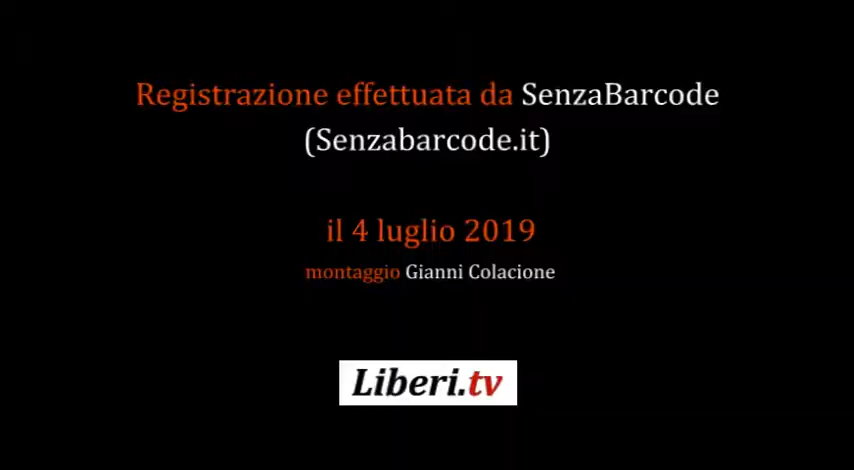 Registrazione effettuata da SenzaBarcode
(Senzabarcode.it)
il 4 luglio 2019
montaggio Gianni Colacione
Liberi.tv